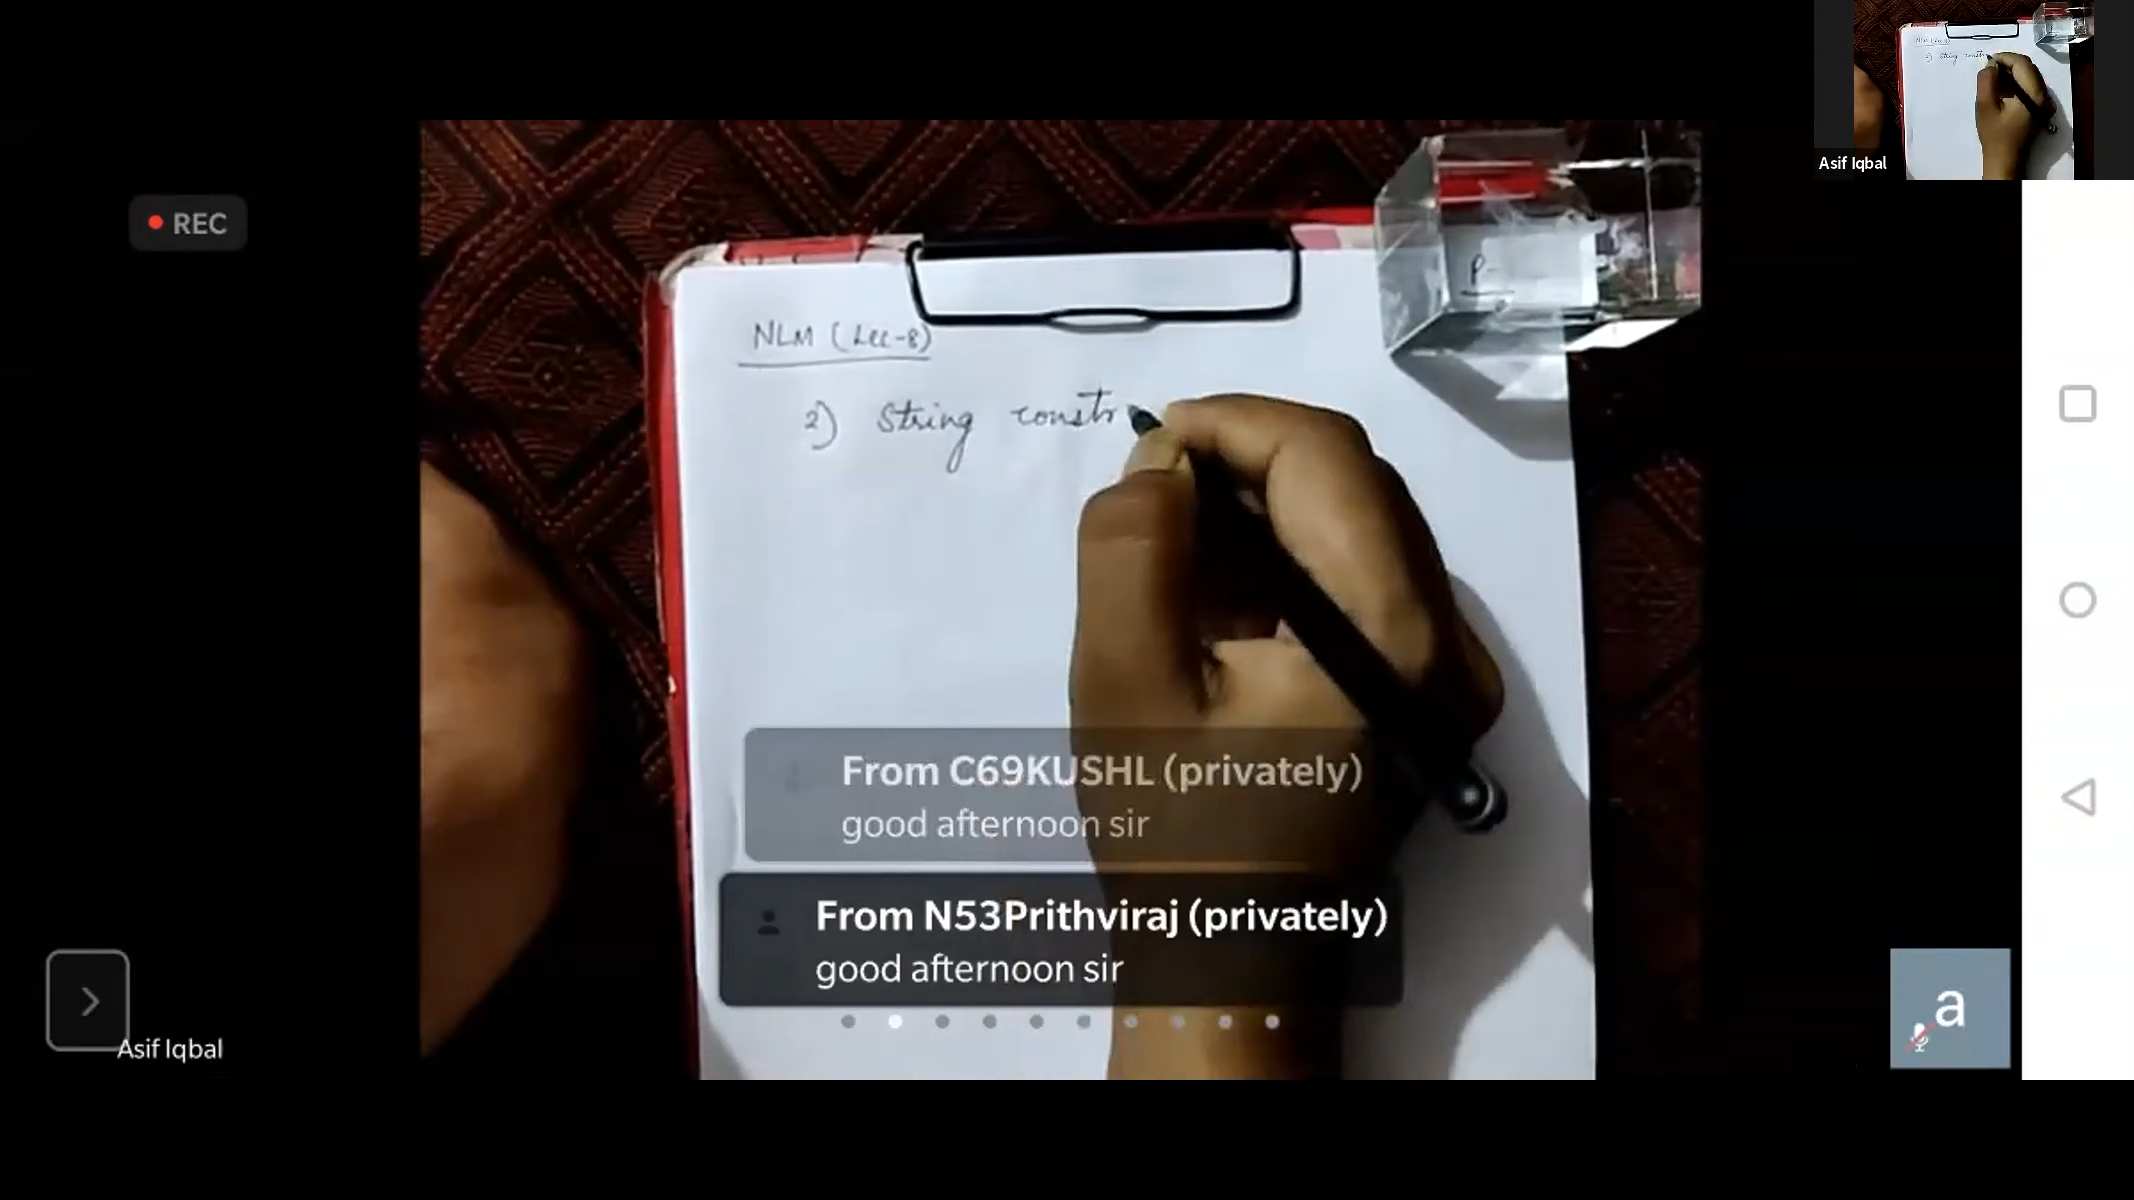 Asif Iqbal
REC
P
NLM (Lec-8)
2) String constr
From C69KUSHL (privately)
good afternoon sir
From N53Prithviraj (privately)
good afternoon sir
Asif Iqbal
a